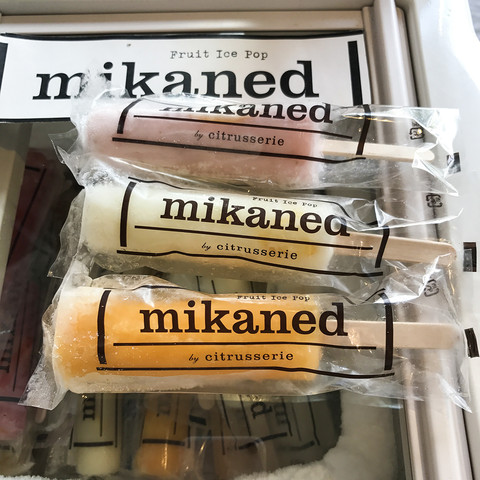 Fruit Ice Pop
mikaned
mikaned
by citrusserie
Fruit Ice Pop
mikaned
by citrusserie
Fruit Ice Pop
mikaned
by citrusserie